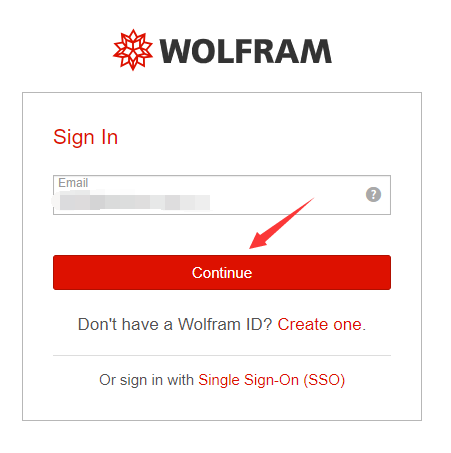 WOLFRAM
Sign In
Email
?
Continue
Don't have a Wolfram ID? Create one.
Or sign in with Single Sign-On (SSO)